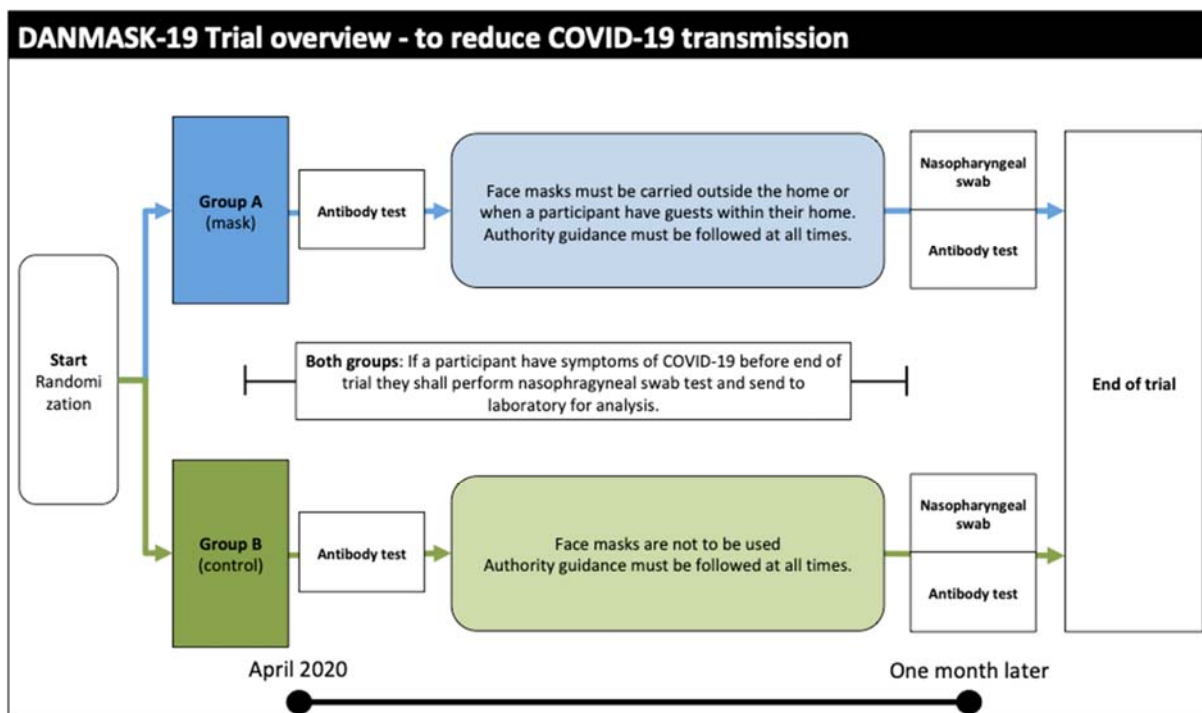 DANMASK-19 Trial overview - to reduce COVID-19 transmission
Start
Randomi
zation
Group A
(mask)
Antibody test
Face masks must be carried outside the home or
when a participant have guests within their home.
Authority guidance must be followed at all times.
Nasopharyngeal
swab
Antibody test
Both groups: If a participant have symptoms of COVID-19 before end of
trial they shall perform nasophragyneal swab test and send to
laboratory for analysis.
End of trial
Group B
(control)
Antibody test
Face masks are not to be used
Authority guidance must be followed at all times.
Nasopharyngeal
swab
Antibody test
April 2020
One month later